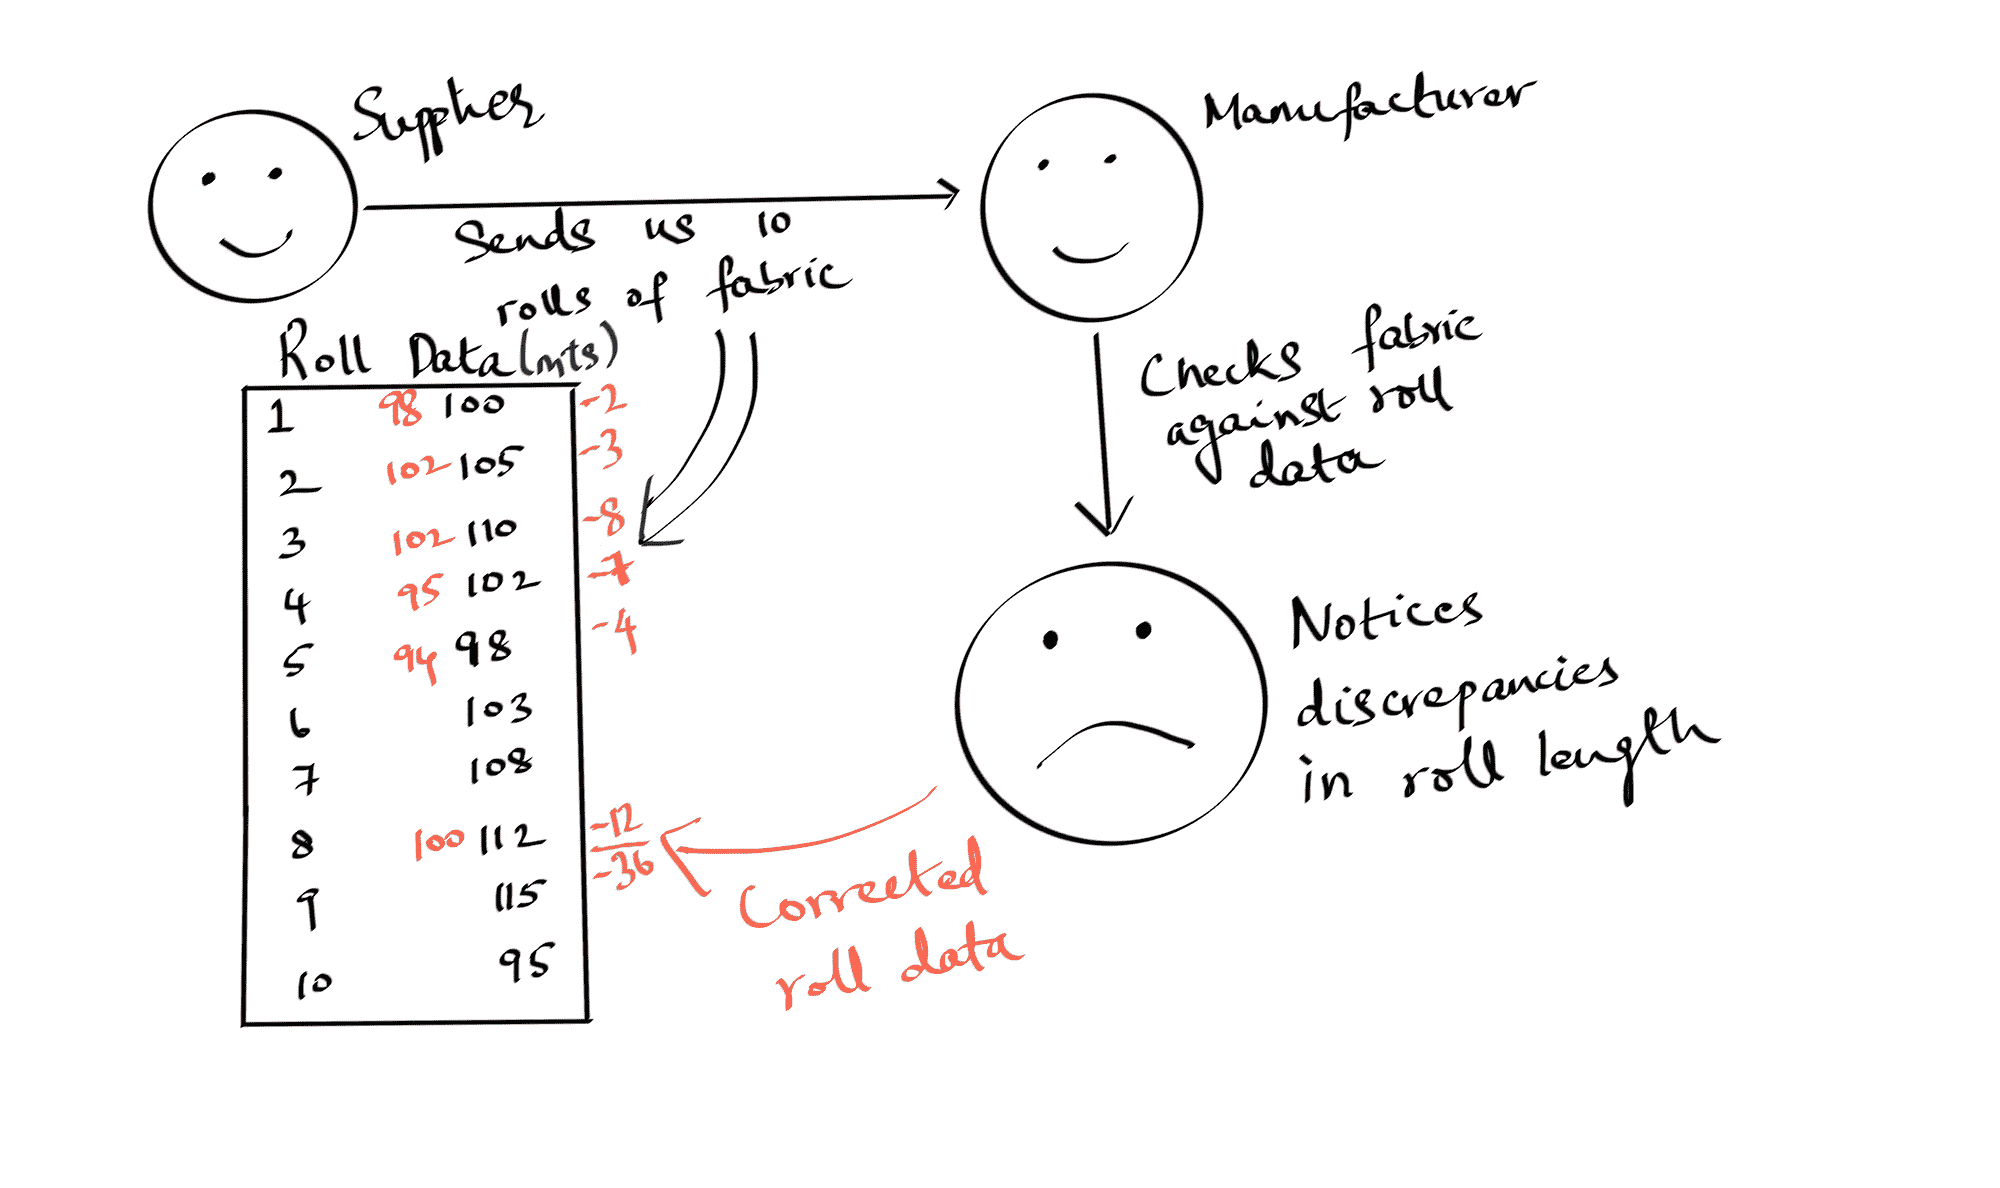 Supplier
Manufacturer
Sends us 10
rolls of fabric
Roll Data (mts)
1 98 100 -2
2 102 105 -3
3 102 110 -8
4 95 102 -7
5 94 98 -4
6 103
7 108
8 100 112 -12
-36
9 115
10 95
Checks fabric
against roll
data
Notices
discrepancies
in roll length
Corrected
roll data